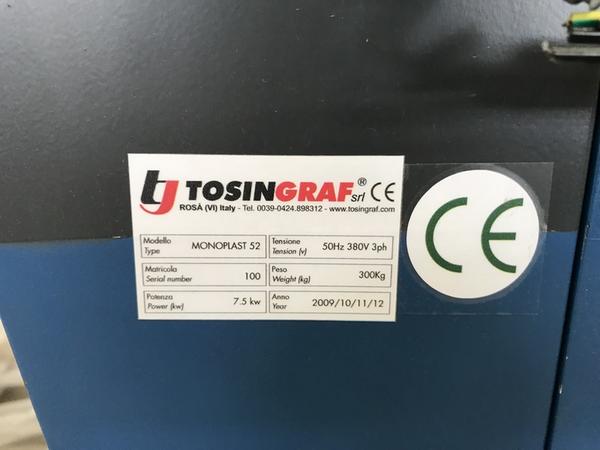 tg TOSINGRAF® srl CE
ROSÀ (VI) Italy - Tel. 0039-0424.898312 - www.tosingraf.com
Modello Type MONOPLAST 52 Tensione Tension (v) 50Hz 380V 3ph
Matricola Serial number 100 Peso Weight (kg) 300Kg
Potenza Power (kw) 7.5 kw Anno Year 2009/10/11/12
CE